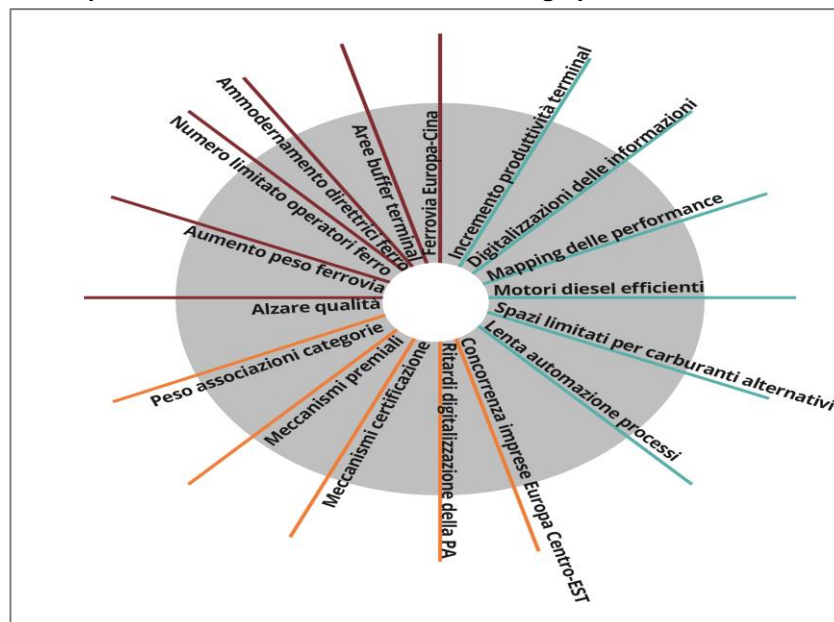 Ferrovia Europa-Cina
Incremento produttività terminal
Digitalizzazioni delle informazioni
Mapping delle performance
Motori diesel efficienti
Spazi limitati per carburanti alternativi
Lenta automazione processi
Concorrenza imprese Europa Centro-EST
Ritardi digitalizzazione della PA
Meccanismi certificazione
Meccanismi premiali
Peso associazioni categorie
Alzare qualità
Aumento peso ferrovia
Numero limitato operatori ferro
Ammodernamento direttrici ferro
Aree buffer terminal